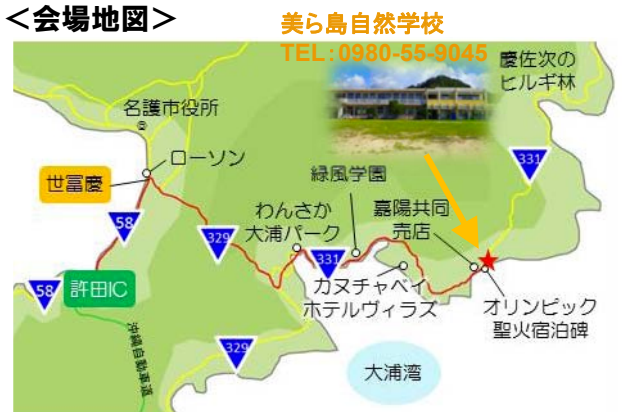 ＜会場地図＞
美ら島自然学校
TEL：0980-55-9045
慶佐次の
ヒルギ林
名護市役所
ローソン
世冨慶
331
緑風学園
58
329
わんさか
大浦パーク
嘉陽共同
売店
331
58
許田IC
カヌチャベイ
ホテルヴィラズ
オリンピック
聖火宿泊碑
沖縄自動車道
329
大浦湾